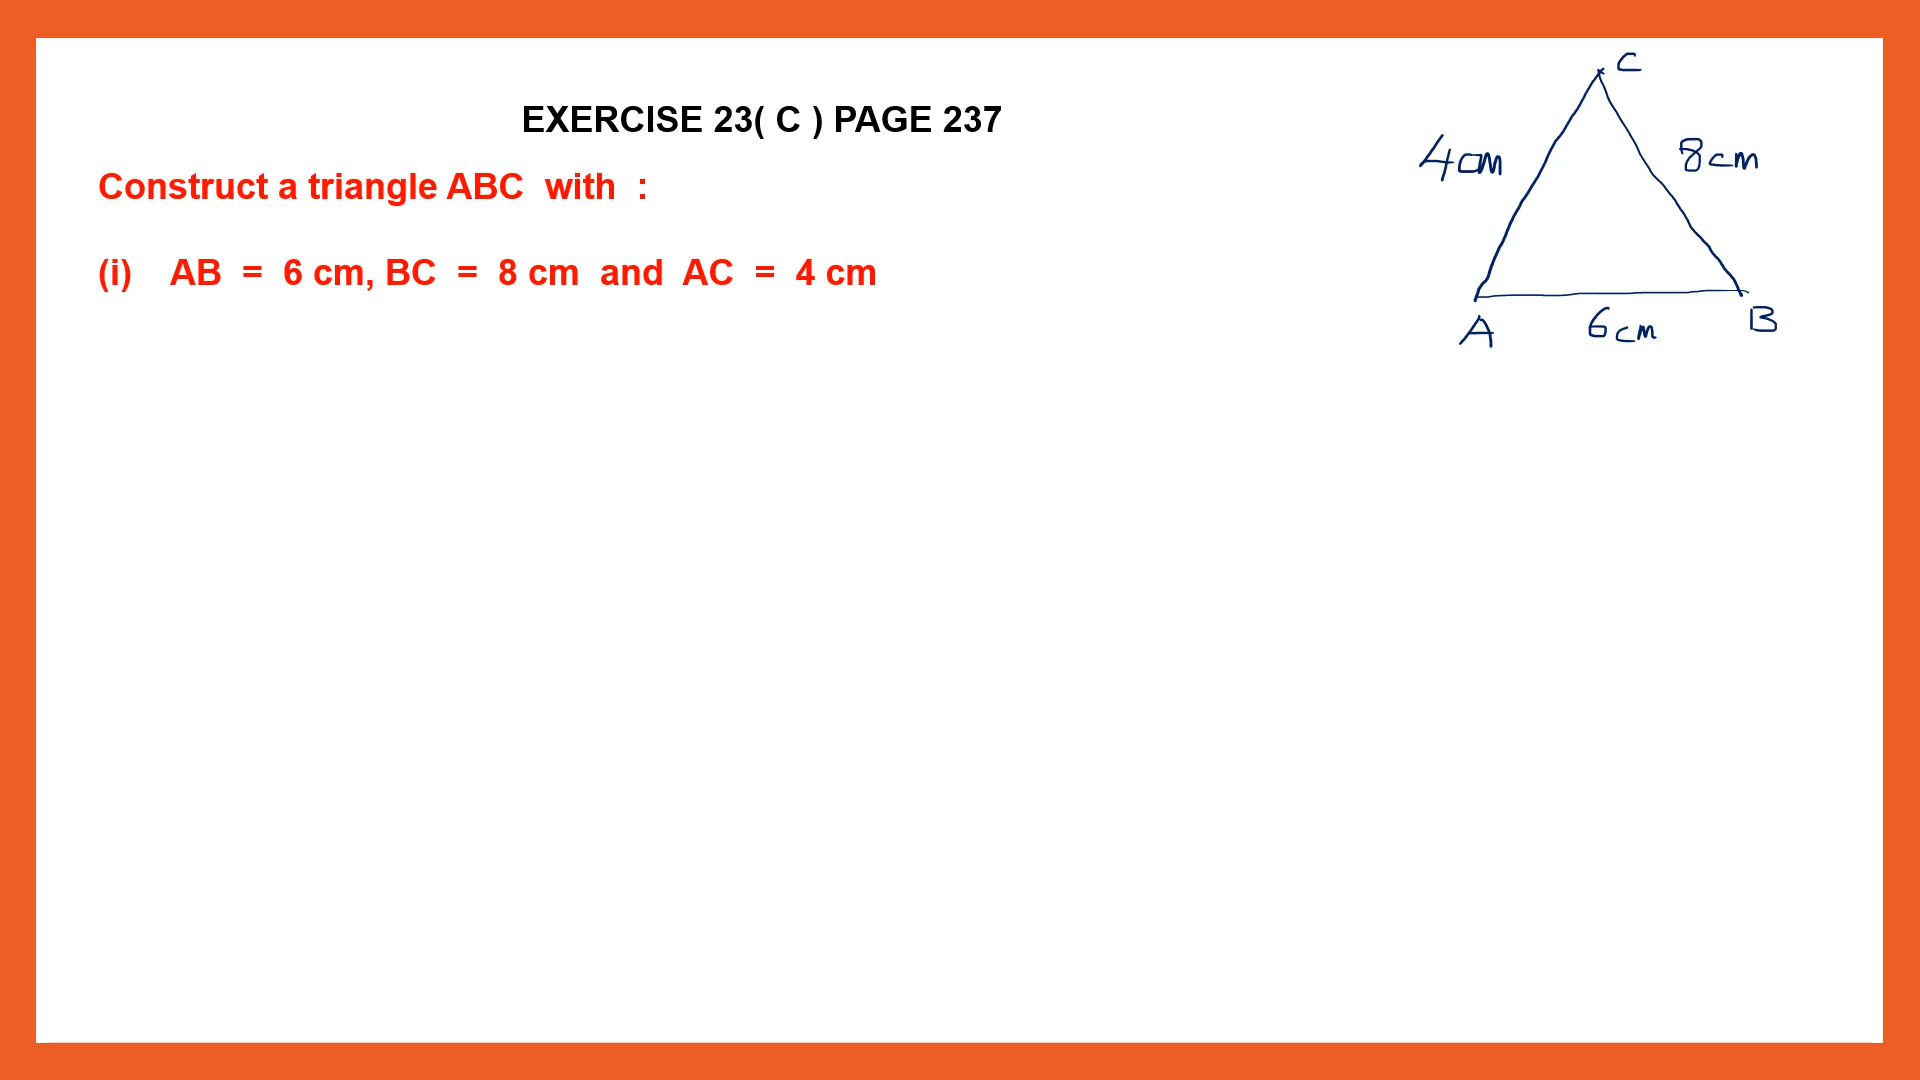 EXERCISE 23( C ) PAGE 237
Construct a triangle ABC with :
(i) AB = 6 cm, BC = 8 cm and AC = 4 cm
C
4cm
8cm
A
6cm
B